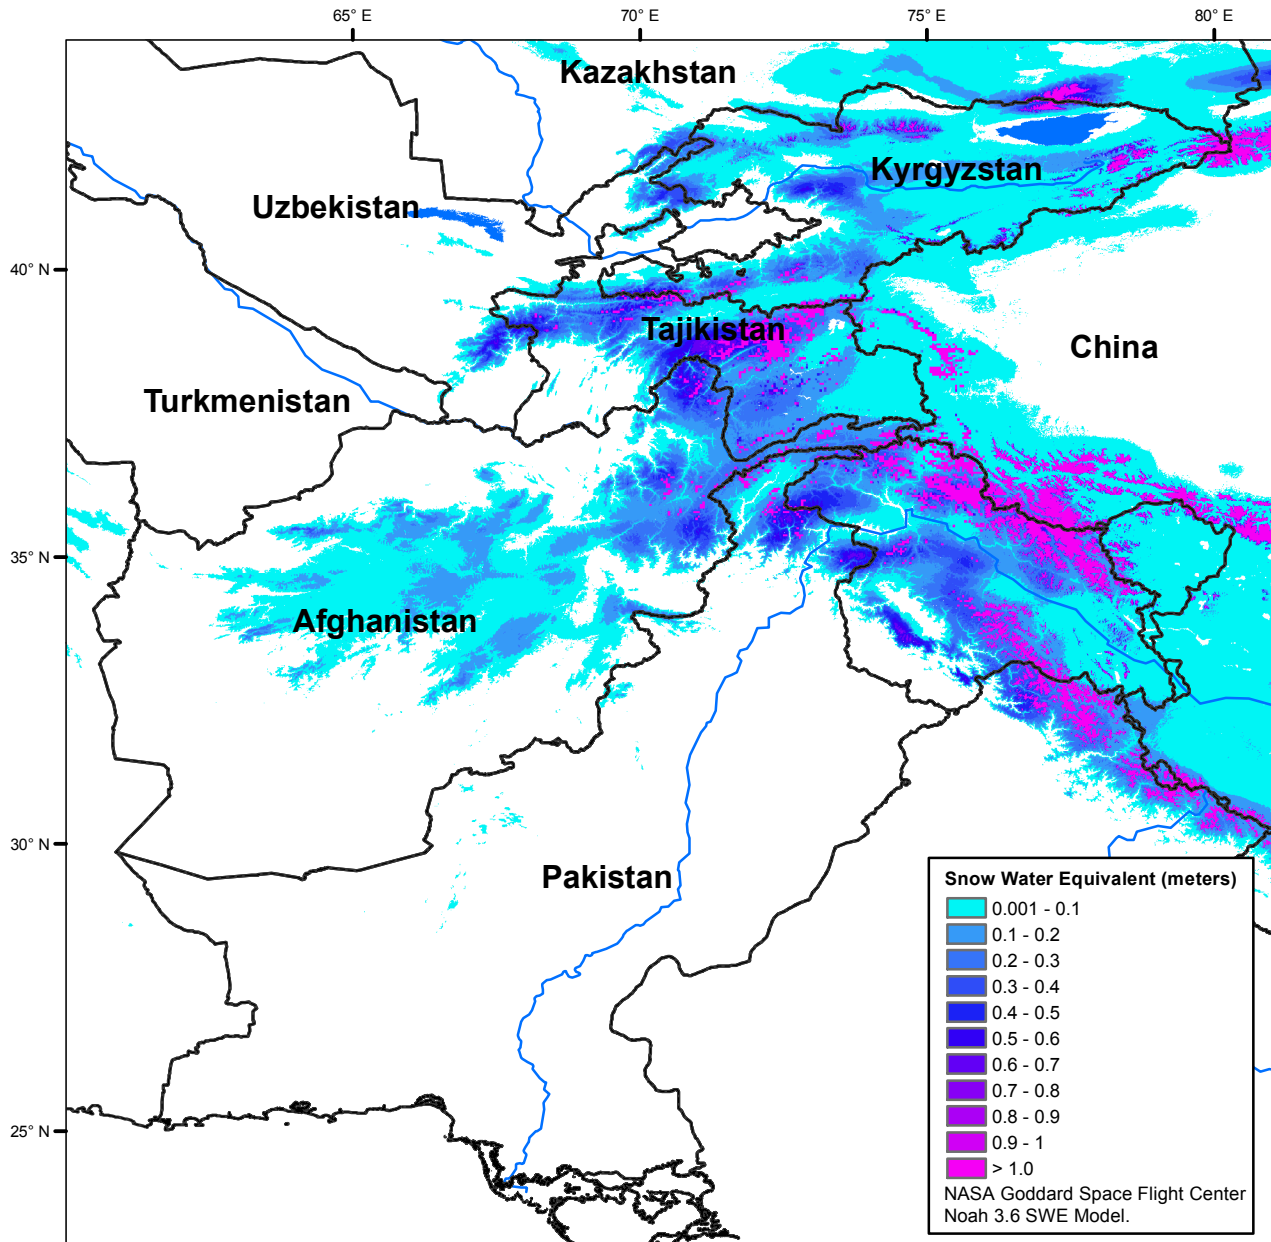 65° E
70° E
75° E
80° E
Kazakhstan
Kyrgyzstan
Uzbekistan
40° N
Tajikistan
China
Turkmenistan
35° N
Afghanistan
30° N
Pakistan
25° N
Snow Water Equivalent (meters)
0.001 - 0.1
0.1 - 0.2
0.2 - 0.3
0.3 - 0.4
0.4 - 0.5
0.5 - 0.6
0.6 - 0.7
0.7 - 0.8
0.8 - 0.9
0.9 - 1
> 1.0
NASA Goddard Space Flight Center
Noah 3.6 SWE Model.